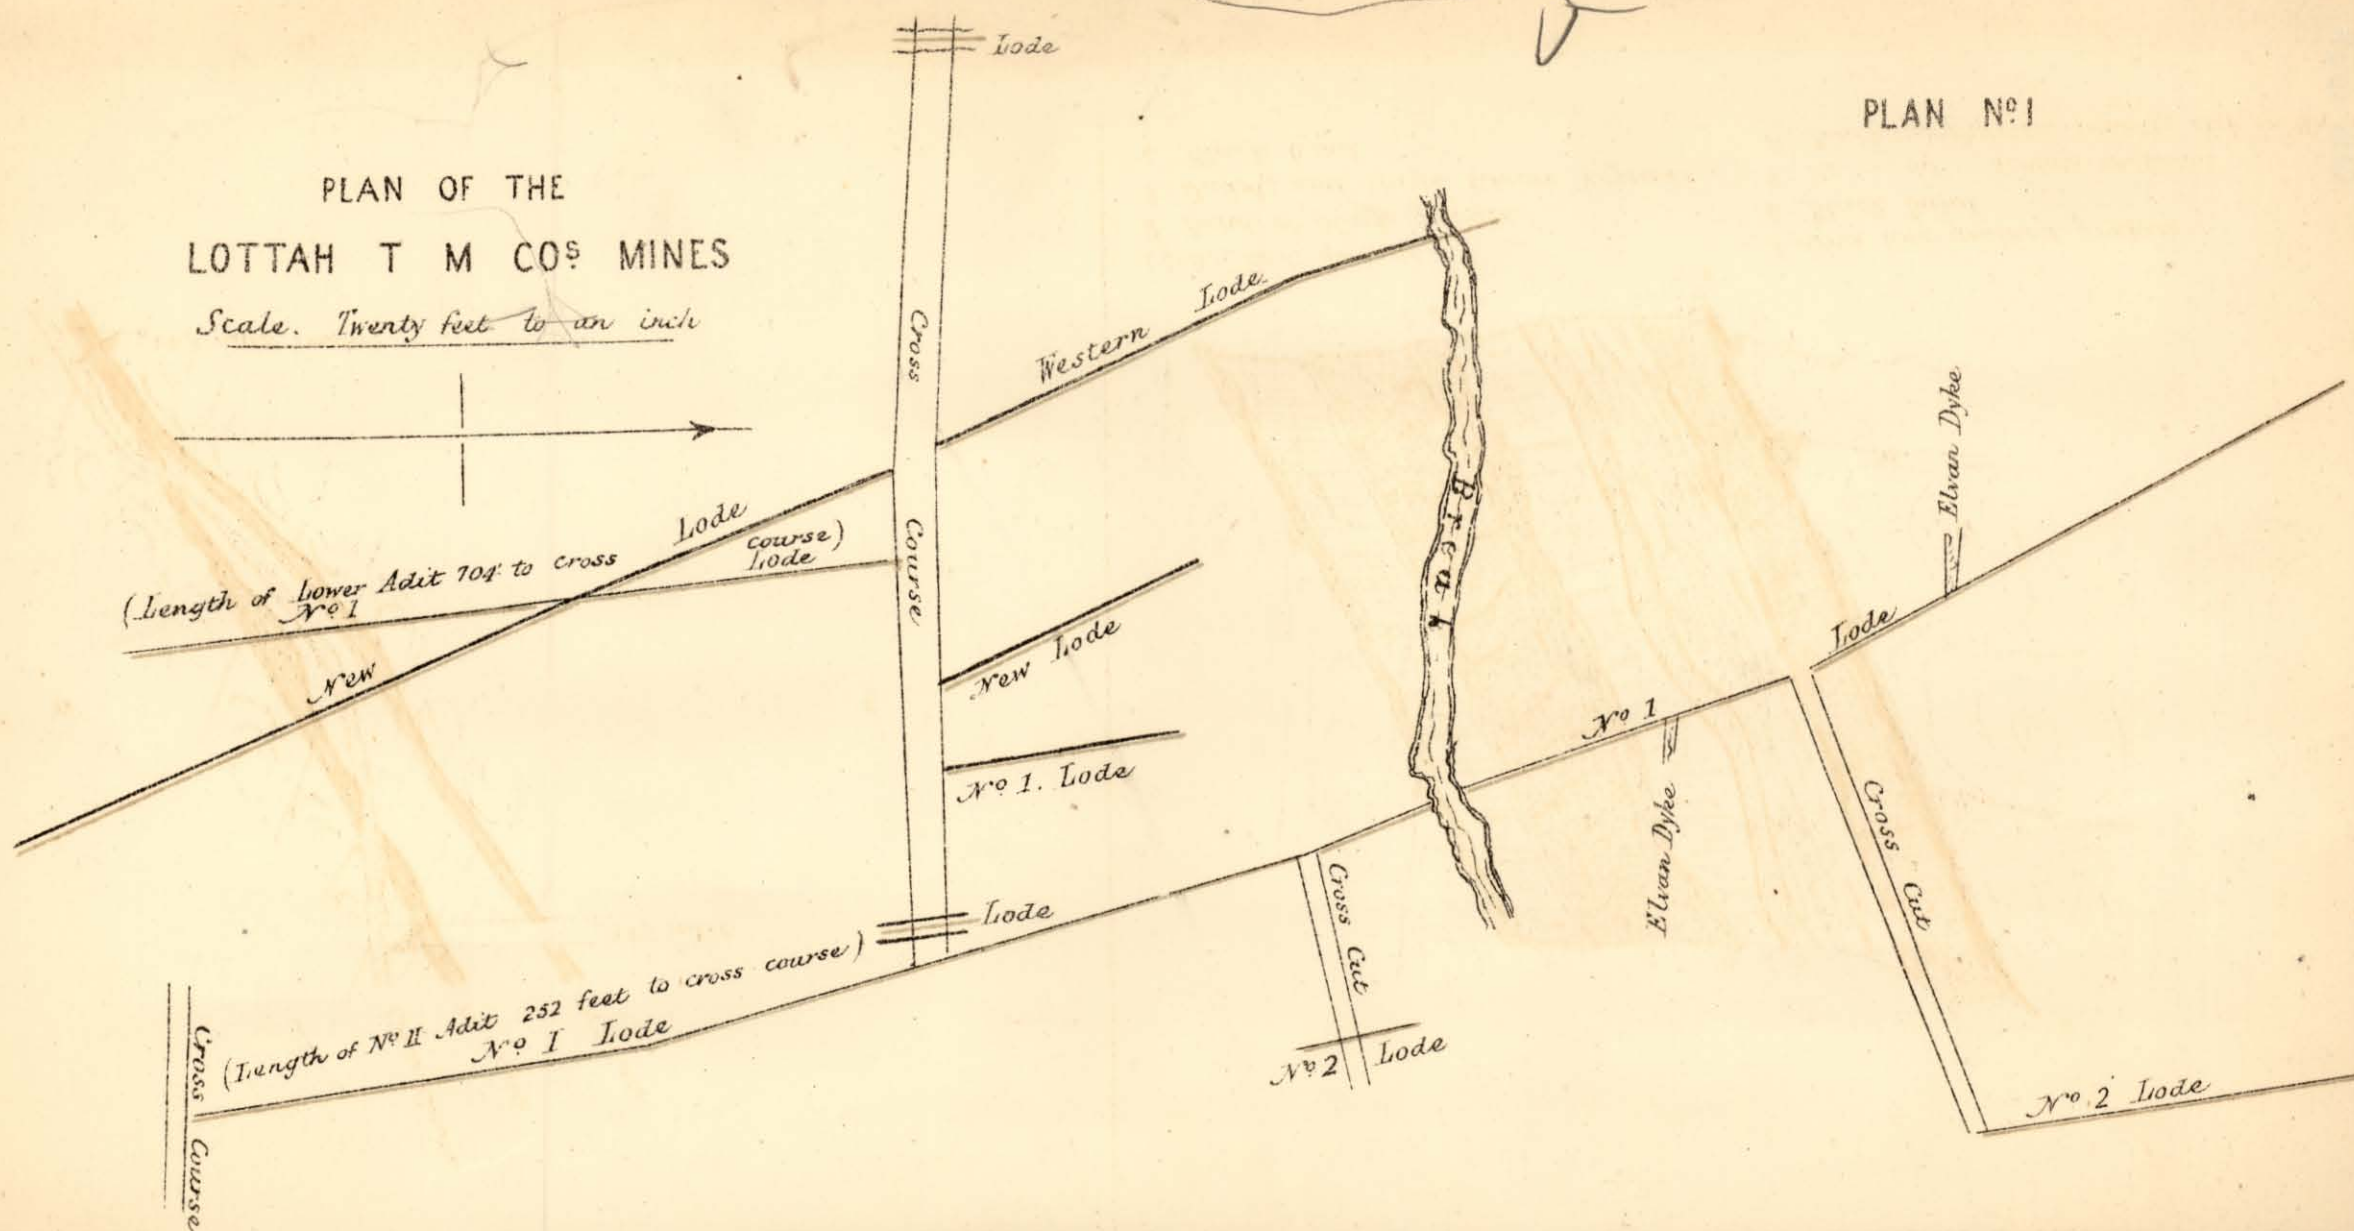 PLAN Nº 1
PLAN OF THE
LOTTAH T M COS MINES
Scale. Twenty feet to an inch
Lode
Cross Course
Western Lode
New Lode
(Length of Lower Adit 704' to cross course)
Nº 1 Lode
New Lode
Nº 1. Lode
Lode
Break
Nº 1 Lode
Elvan Dyke
Elvan Dyke
Cross Cut
Cross Cut
Nº 2 Lode
Nº 2 Lode
(Length of Nº II Adit 252 feet to cross course)
Nº I Lode
Cross Course